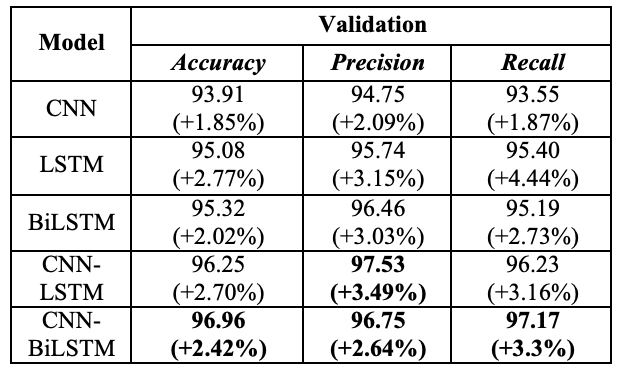 Model Validation
Accuracy Precision Recall
CNN 93.91 (+1.85%) 94.75 (+2.09%) 93.55 (+1.87%)
LSTM 95.08 (+2.77%) 95.74 (+3.15%) 95.40 (+4.44%)
BiLSTM 95.32 (+2.02%) 96.46 (+3.03%) 95.19 (+2.73%)
CNN-LSTM 96.25 (+2.70%) 97.53 (+3.49%) 96.23 (+3.16%)
CNN-BiLSTM 96.96 (+2.42%) 96.75 (+2.64%) 97.17 (+3.3%)